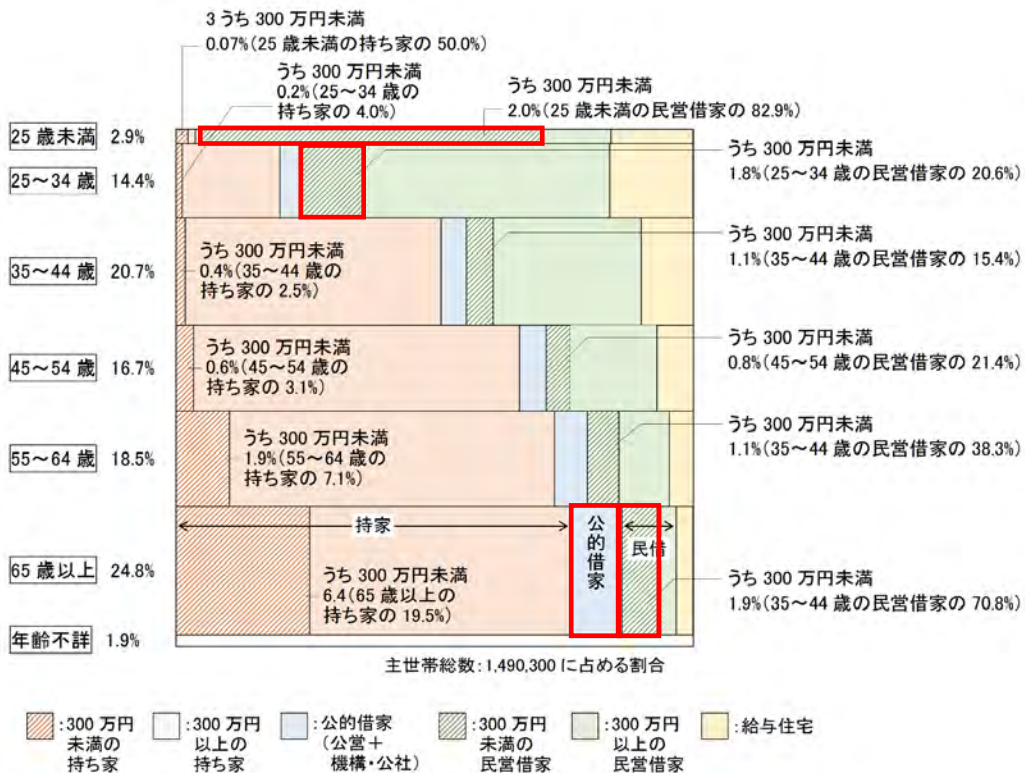 3 うち 300 万円未満
0.07%(25 歳未満の持ち家の 50.0%)
うち 300 万円未満
0.2%(25～34 歳の
持ち家の 4.0%)
うち 300 万円未満
2.0%(25 歳未満の民営借家の 82.9%)
25 歳未満 2.9%
25～34 歳 14.4%
うち 300 万円未満
1.8%(25～34 歳の民営借家の 20.6%)
35～44 歳 20.7%
うち 300 万円未満
0.4%(35～44 歳の
持ち家の 2.5%)
うち 300 万円未満
1.1%(35～44 歳の民営借家の 15.4%)
45～54 歳 16.7%
うち 300 万円未満
0.6%(45～54 歳の
持ち家の 3.1%)
うち 300 万円未満
0.8%(45～54 歳の民営借家の 21.4%)
55～64 歳 18.5%
うち 300 万円未満
1.9%(55～64 歳の
持ち家の 7.1%)
うち 300 万円未満
1.1%(35～44 歳の民営借家の 38.3%)
持家
公的借家
民借
65 歳以上 24.8%
うち 300 万円未満
6.4(65 歳以上の
持ち家の 19.5%)
うち 300 万円未満
1.9%(35～44 歳の民営借家の 70.8%)
年齢不詳 1.9%
主世帯総数:1,490,300 に占める割合
:300 万円
未満の
持ち家
:300 万円
以上の
持ち家
:公的借家
(公営＋
機構・公社)
:300 万円
未満の
民営借家
:300 万円
以上の
民営借家
:給与住宅